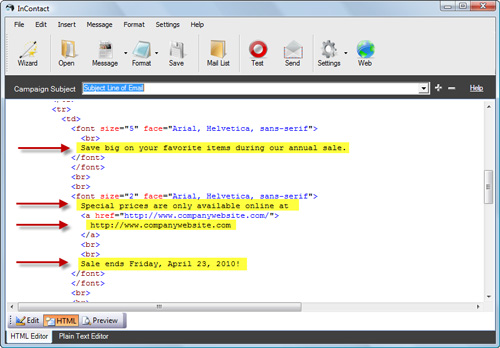 InContact
File Edit Insert Message Format Settings Help
Wizard Open Message Format Save Mail List Test Send Settings Web
Campaign Subject Subject Line of Email Help
<tr>
<td>
<font size="5" face="Arial, Helvetica, sans-serif">
<br>
Save big on your favorite items during our annual sale.
</font>
</font>
<br>
<br>
<font size="2" face="Arial, Helvetica, sans-serif">
Special prices are only available online at
<a href="http://www.companywebsite.com/">
http://www.companywebsite.com
</a>
<br>
<br>
Sale ends Friday, April 23, 2010!
</font>
</font>
<br>
Edit HTML Preview
HTML Editor Plain Text Editor